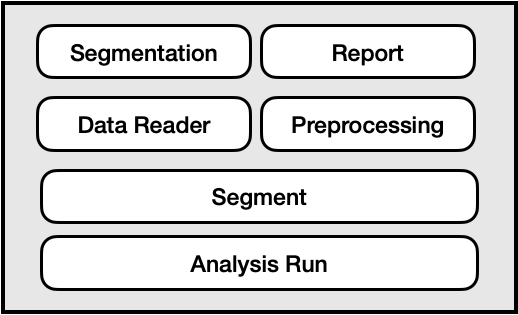 Segmentation
Report
Data Reader
Preprocessing
Segment
Analysis Run